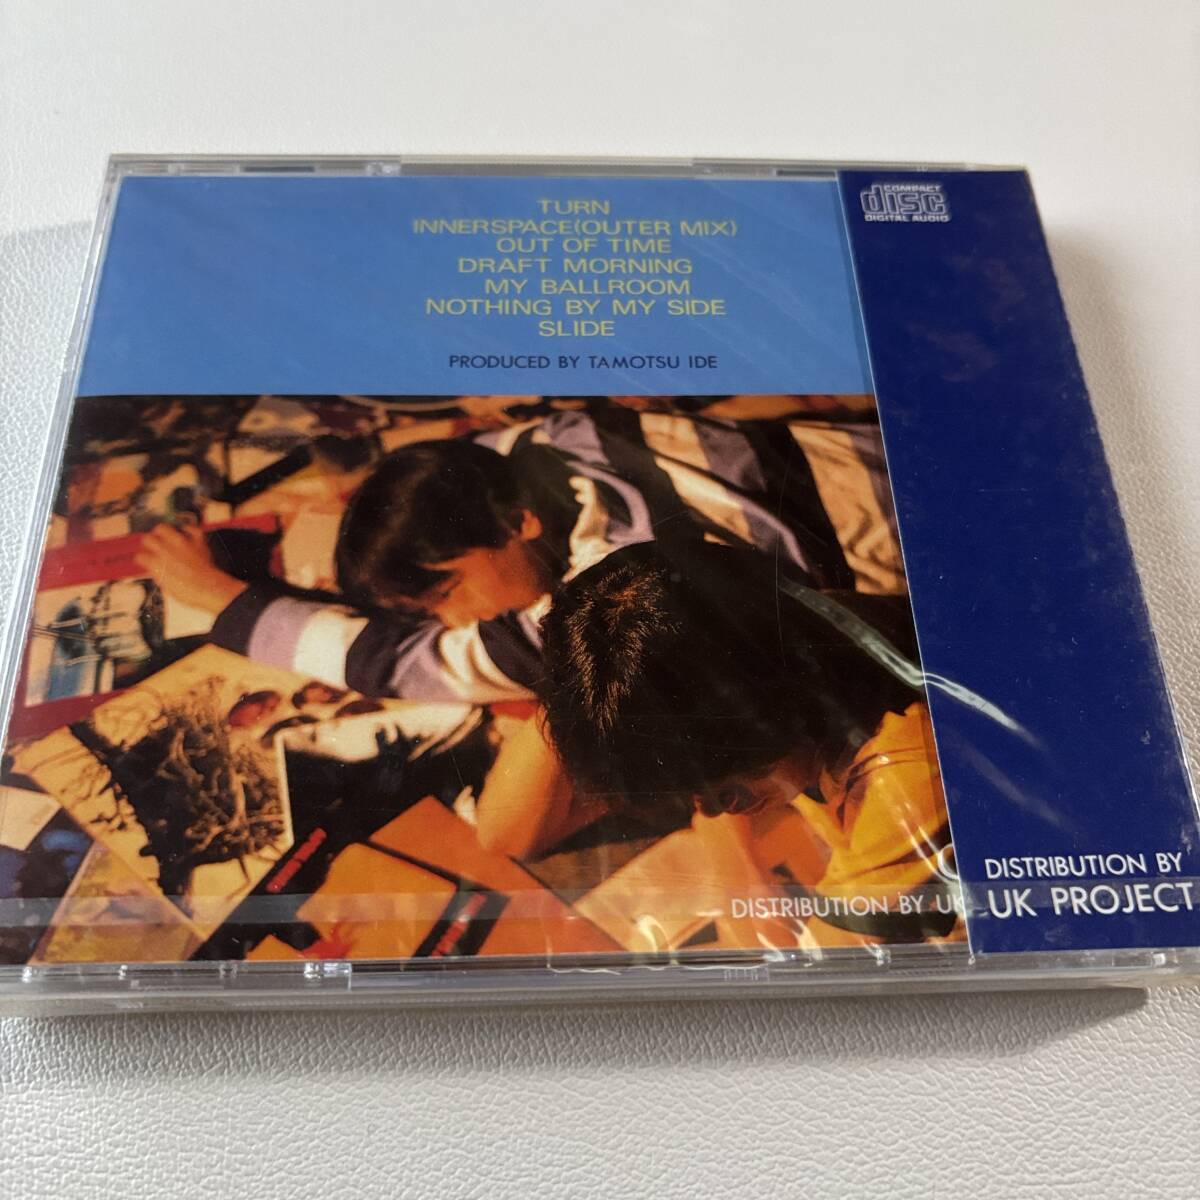 TURN
INNERSPACE(OUTER MIX)
OUT OF TIME
DRAFT MORNING
MY BALLROOM
NOTHING BY MY SIDE
SLIDE
PRODUCED BY TAMOTSU IDE
COMPACT
disc
DIGITAL AUDIO
DISTRIBUTION BY UK
DISTRIBUTION BY
UK PROJECT